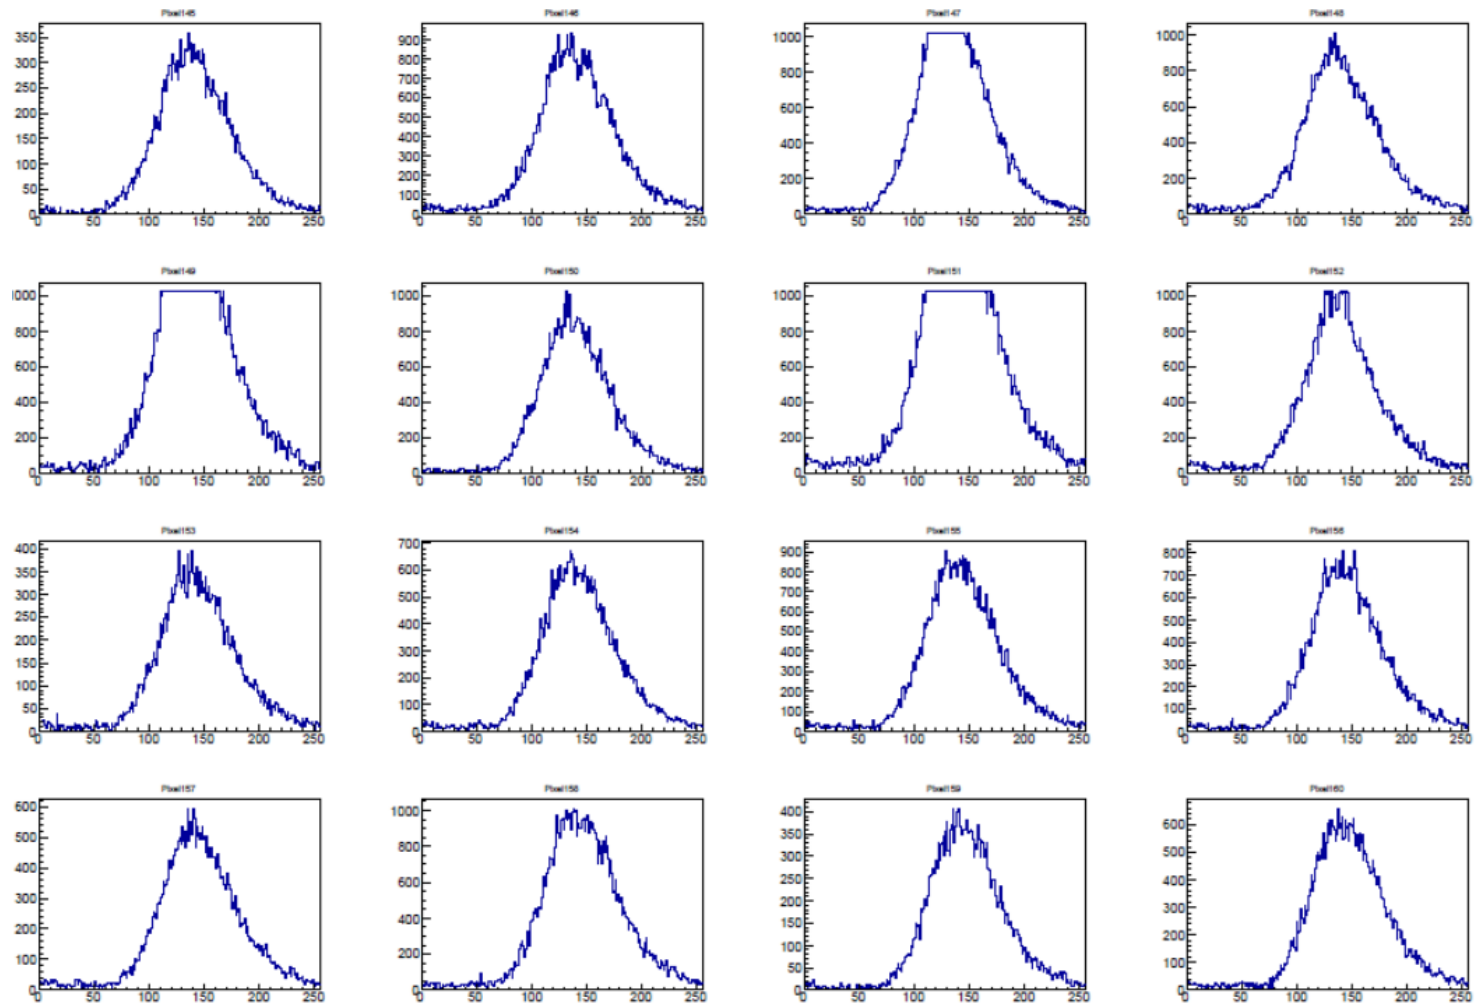 Pixel145 Pixel146 Pixel147 Pixel148
350 900 1000 1000
300 800 800 800
250 700 600 600
200 600 400 400
150 500 200 200
100 400 0 0
50 300
0 200
100
0
0 50 100 150 200 250 0 50 100 150 200 250 0 50 100 150 200 250 0 50 100 150 200 250
Pixel149 Pixel150 Pixel151 Pixel152
1000 1000 1000 1000
800 800 800 800
600 600 600 600
400 400 400 400
200 200 200 200
0 0 0 0
0 50 100 150 200 250 0 50 100 150 200 250 0 50 100 150 200 250 0 50 100 150 200 250
Pixel153 Pixel154 Pixel155 Pixel156
400 700 900 800
350 600 800 700
300 500 700 600
250 400 600 500
200 300 500 400
150 200 400 300
100 100 300 200
50 0 200 100
0 100 0
0
0 50 100 150 200 250 0 50 100 150 200 250 0 50 100 150 200 250 0 50 100 150 200 250
Pixel157 Pixel158 Pixel159 Pixel160
600 1000 400 600
500 800 350 500
400 600 300 400
300 400 250 300
200 200 200 200
100 0 150 100
0 100 0
50
0
0 50 100 150 200 250 0 50 100 150 200 250 0 50 100 150 200 250 0 50 100 150 200 250